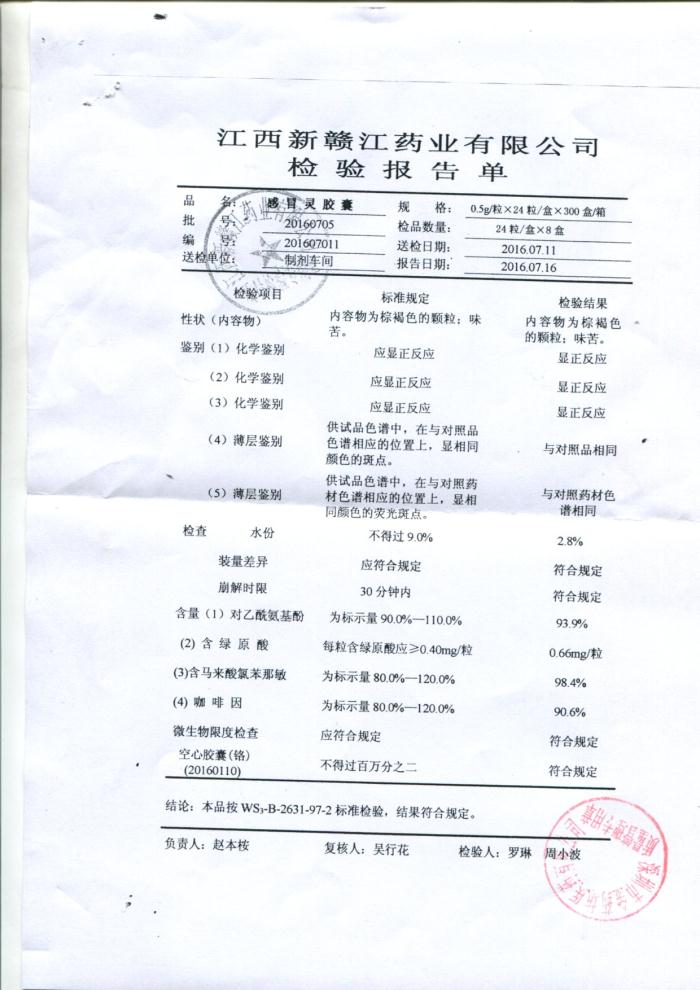 江西新赣江药业有限公司
检验报告单
品 名： 感冒灵胶囊 规 格： 0.5g/粒×24粒/盒×300盒/箱
批 号： 20160705 检品数量： 24粒/盒×8盒
编 号： 201607011 送检日期： 2016.07.11
送检单位： 制剂车间 报告日期： 2016.07.16
检验项目 标准规定 检验结果
性状（内容物） 内容物为棕褐色的颗粒；味 内容物为棕褐色
苦。 的颗粒；味苦。
鉴别（1）化学鉴别 应显正反应 显正反应
（2）化学鉴别 应显正反应 显正反应
（3）化学鉴别 应显正反应 显正反应
供试品色谱中，在与对照品
（4）薄层鉴别 色谱相应的位置上，显相同 与对照品相同
颜色的斑点。
供试品色谱中，在与对照药
（5）薄层鉴别 材色谱相应的位置上，显相 与对照药材色
同颜色的荧光斑点。 谱相同
检查 水份 不得过9.0% 2.8%
装量差异 应符合规定 符合规定
崩解时限 30分钟内 符合规定
含量（1）对乙酰氨基酚 为标示量90.0%—110.0% 93.9%
(2) 含绿原酸 每粒含绿原酸应≥0.40mg/粒 0.66mg/粒
(3)含马来酸氯苯那敏 为标示量80.0%—120.0% 98.4%
(4) 咖啡因 为标示量80.0%—120.0% 90.6%
微生物限度检查 应符合规定 符合规定
空心胶囊(铬) 不得过百万分之二 符合规定
(20160110)
结论：本品按WS₃-B-2631-97-2标准检验，结果符合规定。
负责人：赵本桉 复核人：吴行花 检验人：罗琳 周小波